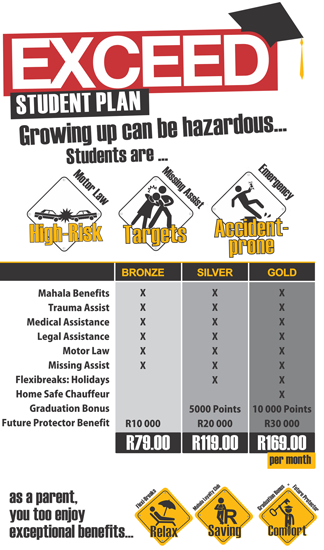 EXCEED
STUDENT PLAN
Growing up can be hazardous...
Students are ...
Motor Law
High-Risk
Missing Assist
Targets
Emergency
Accident-
prone
BRONZE SILVER GOLD
Mahala Benefits X X X
Trauma Assist X X X
Medical Assistance X X X
Legal Assistance X X X
Motor Law X X X
Missing Assist X X X
Flexibreaks: Holidays X X
Home Safe Chauffeur X
Graduation Bonus 5000 Points 10 000 Points
Future Protector Benefit R10 000 R20 000 R30 000
R79.00 R119.00 R169.00
per month
as a parent,
you too enjoy
exceptional benefits...
Flexi-Breaks
Relax
Mahala Loyalty Club
R
Saving
Graduation Bonus + Future Protector
Comfort